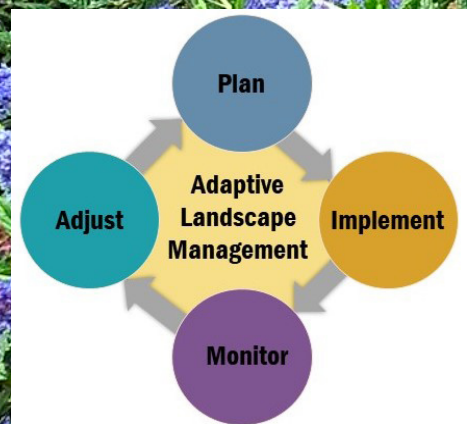 Plan
Adaptive
Landscape
Management
Adjust
Implement
Monitor